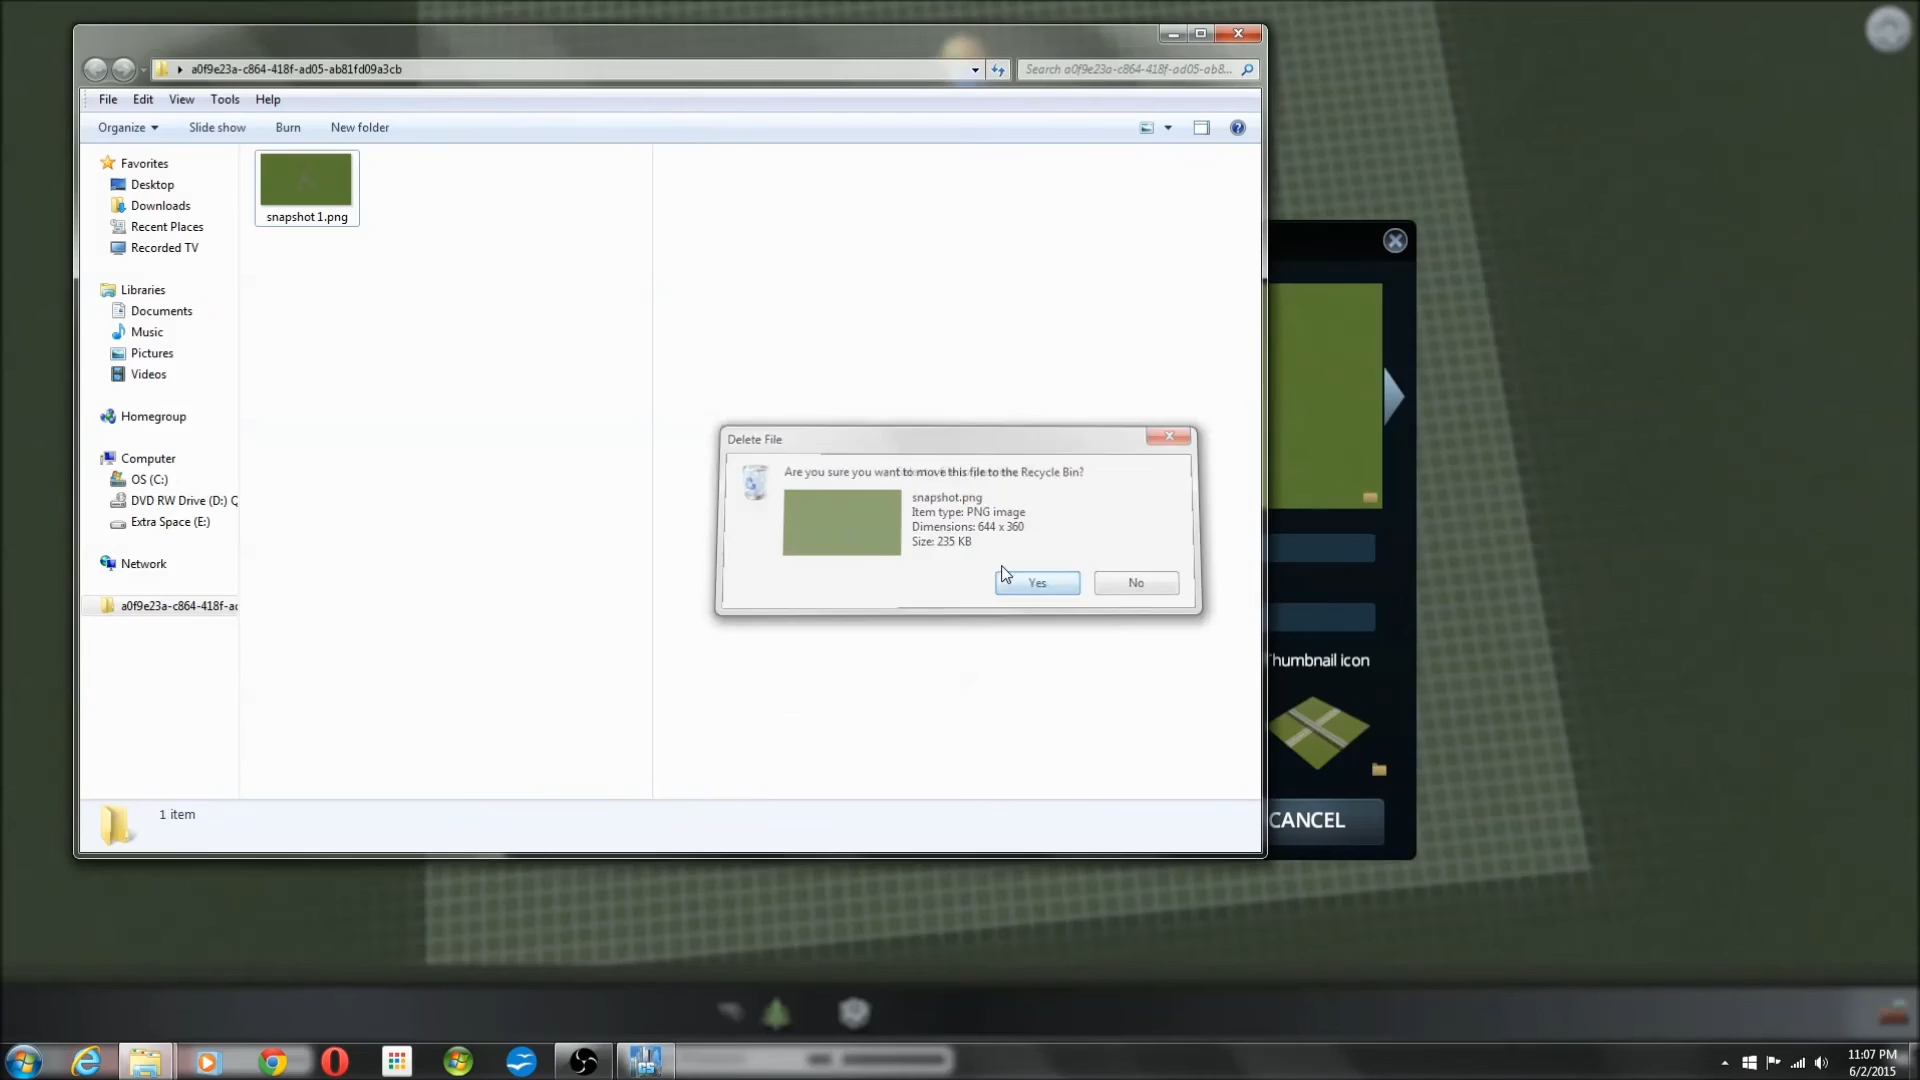 a0f9e23a-c864-418f-ad05-ab81fd09a3cb
Search a0f9e23a-c864-418f-ad05-ab8...
File Edit View Tools Help
Organize Slide show Burn New folder
Favorites
Desktop
Downloads
Recent Places
Recorded TV
Libraries
Documents
Music
Pictures
Videos
Homegroup
Computer
OS (C:)
DVD RW Drive (D:) Q
Extra Space (E:)
Network
a0f9e23a-c864-418f-ad
snapshot 1.png
Delete File
Are you sure you want to move this file to the Recycle Bin?
snapshot.png
Item type: PNG image
Dimensions: 644 x 360
Size: 235 KB
Yes No
1 item
humbnail icon
CANCEL
CS
11:07 PM
6/2/2015